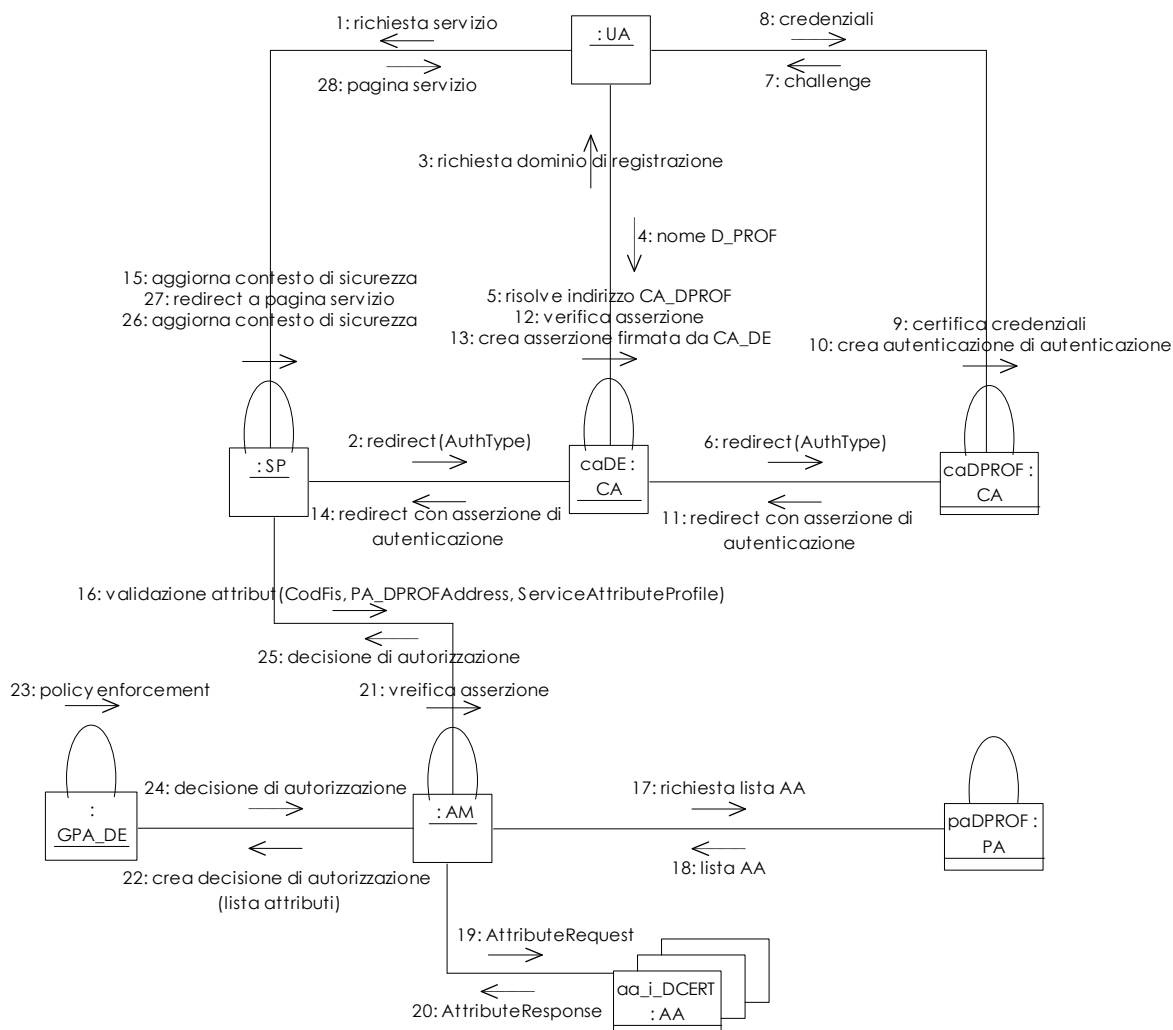 1: richiesta servizio
: UA
8: credenziali
28: pagina servizio
7: challenge
3: richiesta dominio di registrazione
4: nome D_PROF
15: aggiorna contesto di sicurezza
27: redirect a pagina servizio
26: aggiorna contesto di sicurezza
5: risolve indirizzo CA_DPROF
12: verifica asserzione
13: crea asserzione firmata da CA_DE
9: certifica credenziali
10: crea autenticazione di autenticazione
2: redirect(AuthType)
6: redirect(AuthType)
: SP
caDE :
CA
caDPROF :
CA
14: redirect con asserzione di
autenticazione
11: redirect con asserzione di
autenticazione
16: validazione attribut(CodFis, PA_DPROFAddress, ServiceAttributeProfile)
25: decisione di autorizzazione
23: policy enforcement
21: vreifica asserzione
24: decisione di autorizzazione
17: richiesta lista AA
:
GPA_DE
: AM
paDPROF :
PA
22: crea decisione di autorizzazione
(lista attributi)
18: lista AA
19: AttributeRequest
aa_i_DCERT
: AA
20: AttributeResponse